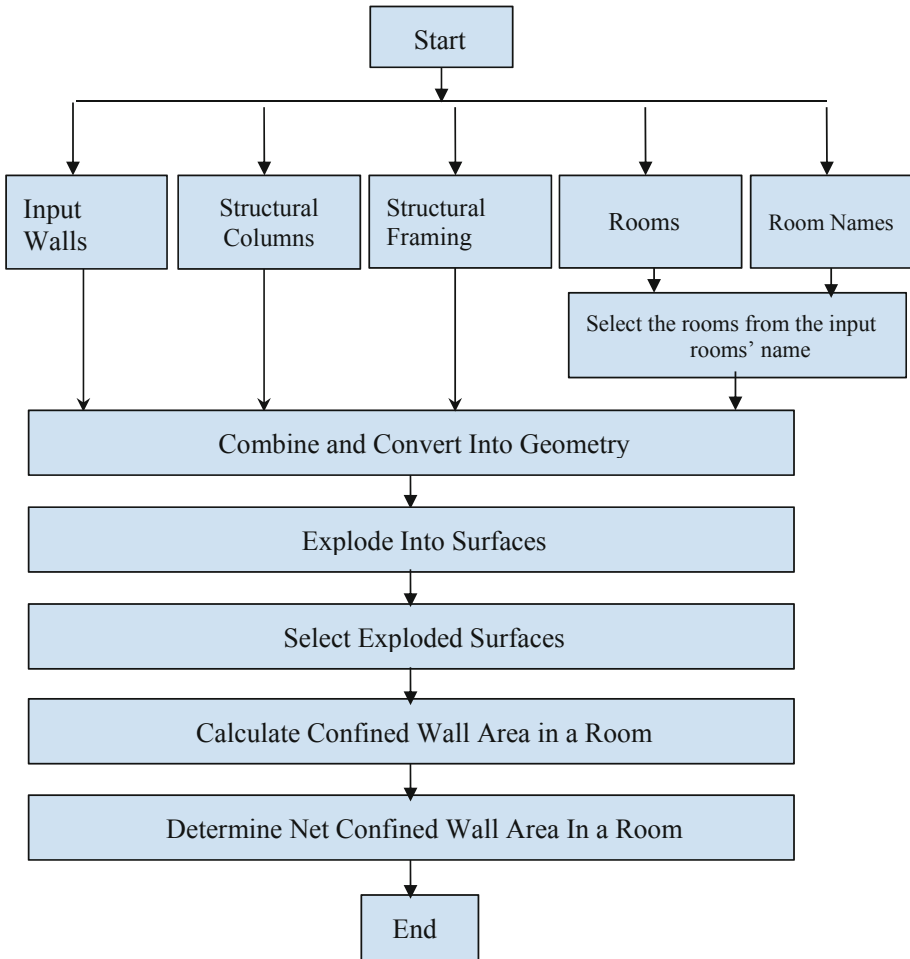 Start
Input
Walls
Structural
Columns
Structural
Framing
Rooms
Room Names
Select the rooms from the input
rooms’ name
Combine and Convert Into Geometry
Explode Into Surfaces
Select Exploded Surfaces
Calculate Confined Wall Area in a Room
Determine Net Confined Wall Area In a Room
End